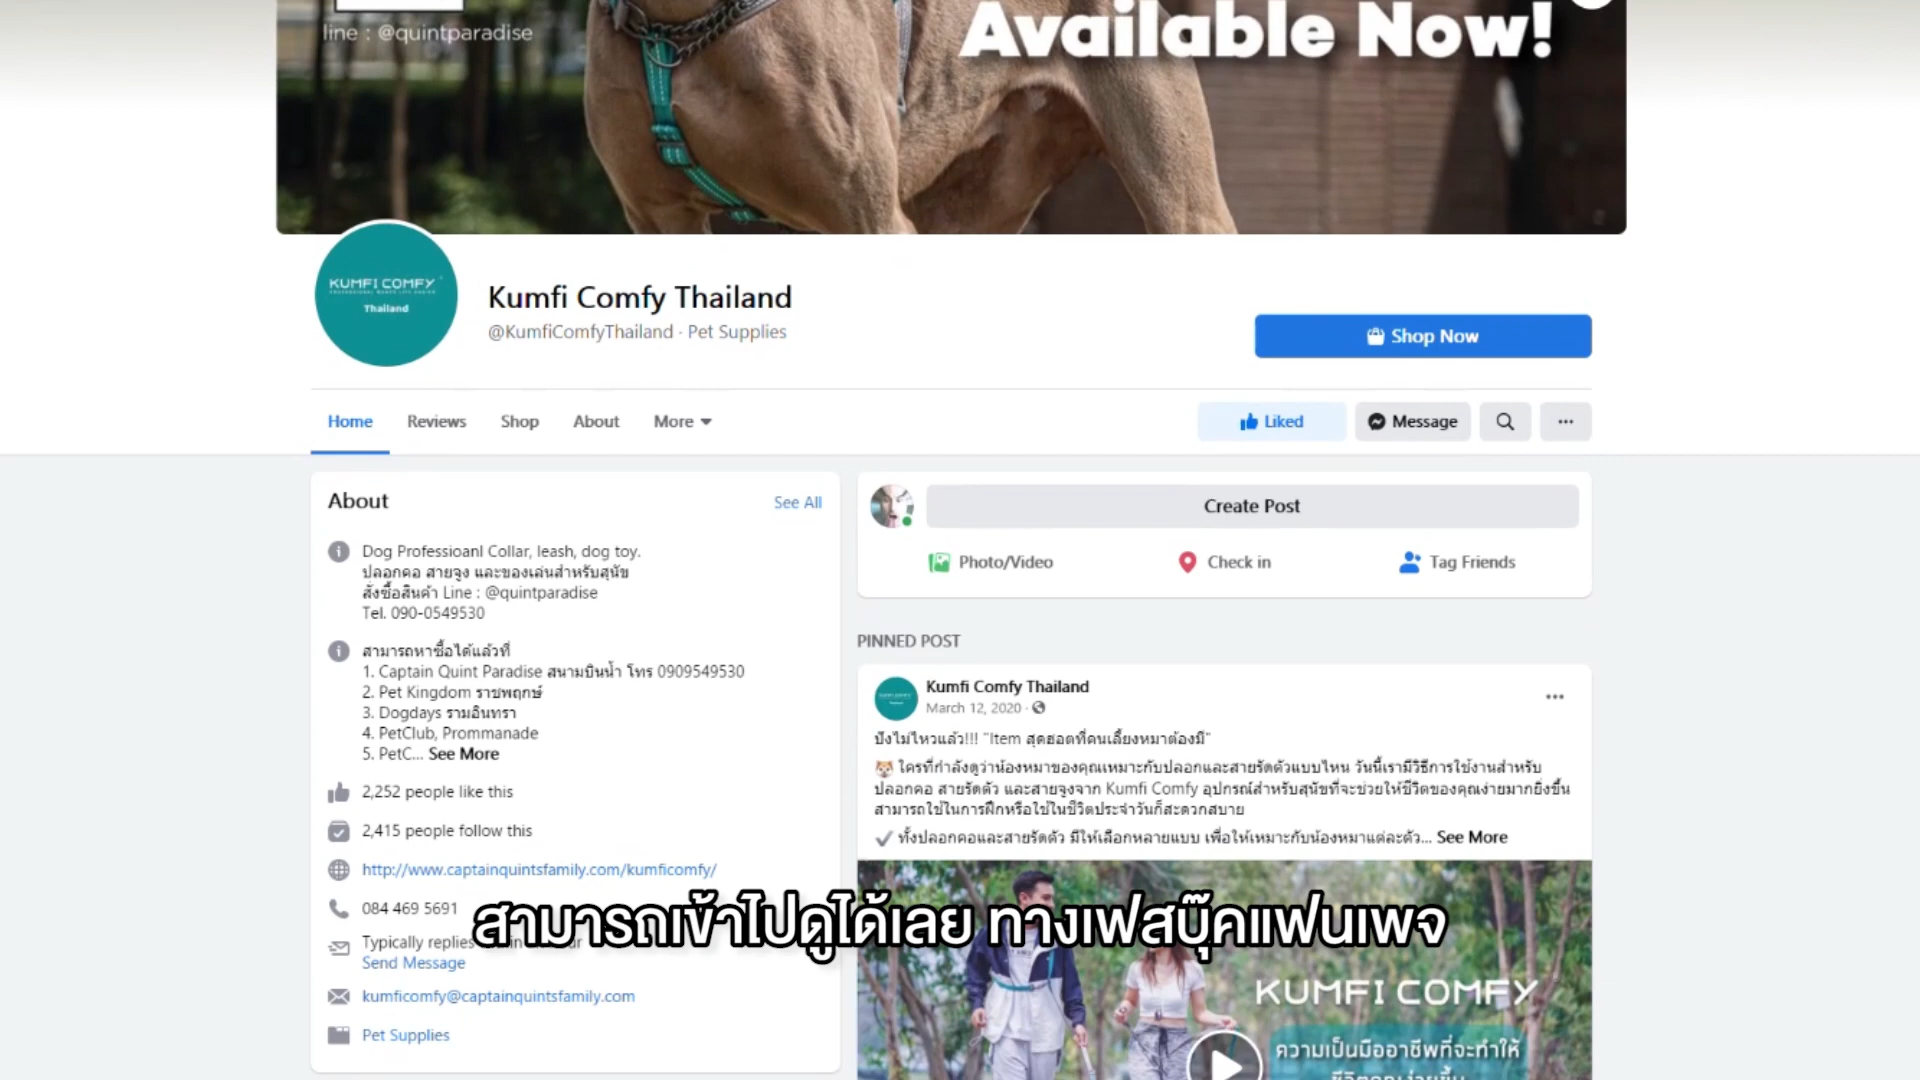 line : @quintparadise
Available Now!
KUMFI COMFY
Thailand
Kumfi Comfy Thailand
@KumfiComfyThailand · Pet Supplies
Shop Now
Home
Reviews
Shop
About
More
Liked
Message
About
See All
Dog Professioanl Collar, leash, dog toy.
ปลอกคอ สายจูง และของเล่นสำหรับสุนัข
สั่งซื้อสินค้า Line : @quintparadise
Tel. 090-0549530
สามารถหาซื้อได้แล้วที่
1. Captain Quint Paradise สนามบินน้ำ โทร 0909549530
2. Pet Kingdom ราชพฤกษ์
3. Dogdays รามอินทรา
4. PetClub, Prommanade
5. PetC... See More
2,252 people like this
2,415 people follow this
http://www.captainquintsfamily.com/kumficomfy/
084 469 5691
Typically replies
Send Message
kumficomfy@captainquintsfamily.com
Pet Supplies
Create Post
Photo/Video
Check in
Tag Friends
PINNED POST
Kumfi Comfy Thailand
March 12, 2020
ปังไม่ไหวแล้ว!!! "Item สุดฮอตที่คนเลี้ยงหมาต้องมี"
ใครที่กำลังดูว่าน้องหมาของคุณเหมาะกับปลอกและสายรัดตัวแบบไหน วันนี้เรามีวิธีการใช้งานสำหรับ
ปลอกคอ สายรัดตัว และสายจูงจาก Kumfi Comfy อุปกรณ์สำหรับสุนัขที่จะช่วยให้ชีวิตของคุณง่ายมากยิ่งขึ้น
สามารถใช้ในการฝึกหรือใช้ในชีวิตประจำวันก็สะดวกสบาย
ทั้งปลอกคอและสายรัดตัว มีให้เลือกหลายแบบ เพื่อให้เหมาะกับน้องหมาแต่ละตัว... See More
สามารถเข้าไปดูได้เลย ทางเฟสบุ๊คแฟนเพจ
KUMFI COMFY
ความเป็นมืออาชีพที่จะทำให้